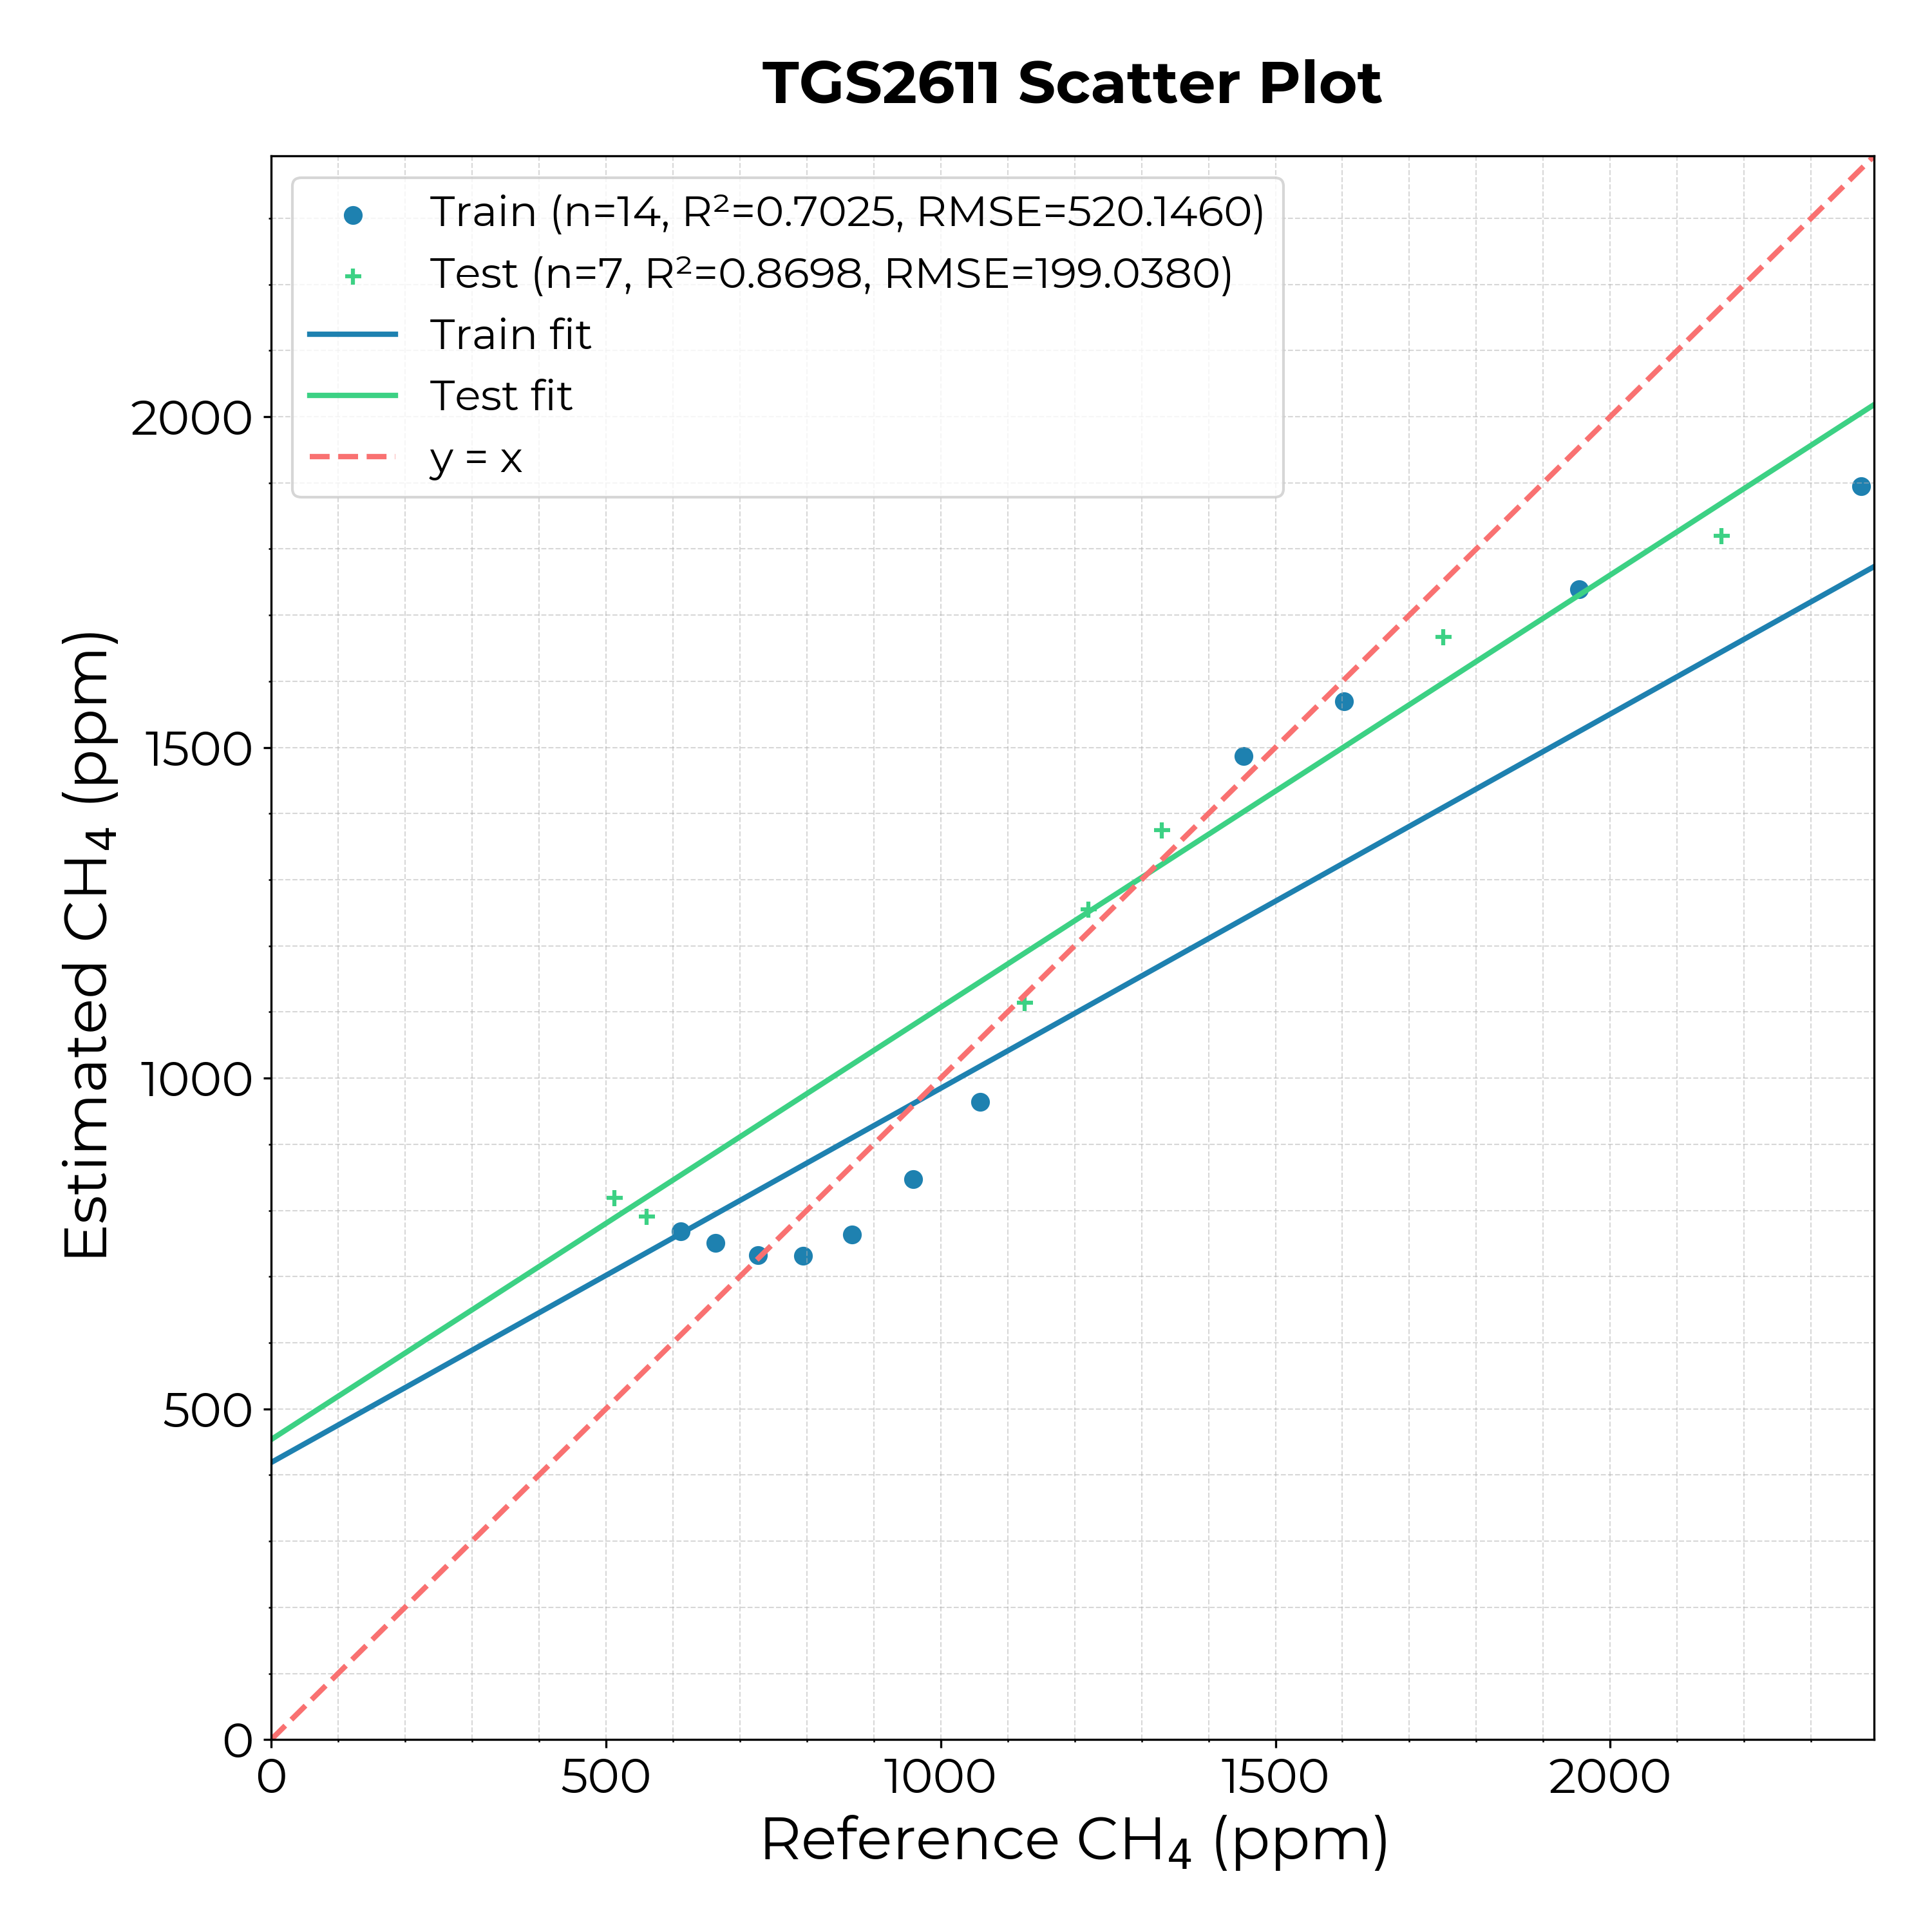 TGS2611 Scatter Plot
Train (n=14, R²=0.7025, RMSE=520.1460)
Test (n=7, R²=0.8698, RMSE=199.0380)
Train fit
Test fit
y = x
Estimated CH₄ (ppm)
2000
1500
1000
500
0
0 500 1000 1500 2000
Reference CH₄ (ppm)